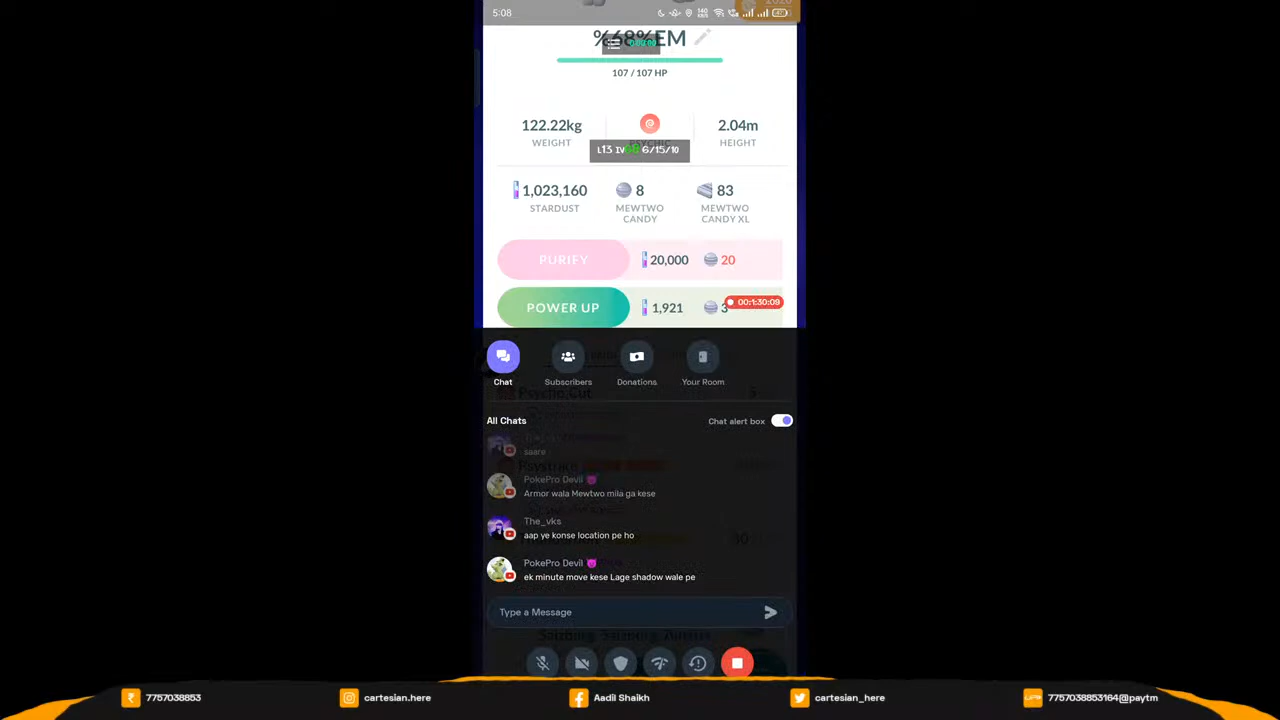 5:08
%68%EM
107 / 107 HP
122.22kg
WEIGHT
PSYCHIC
2.04m
HEIGHT
L13 IV 6/15/10
1,023,160
STARDUST
8
MEWTWO
CANDY
83
MEWTWO
CANDY XL
PURIFY
20,000
20
POWER UP
1,921
3
00:1:30:09
Chat
Subscribers
Donations
Your Room
All Chats
Chat alert box
saare
PokePro Devil 😈
Armor wala Mewtwo mila ga kese
The_vks
aap ye konse location pe ho
PokePro Devil 😈
ek minute move kese Lage shadow wale pe
Type a Message
7757038853
cartesian.here
Aadil Shaikh
cartesian_here
7757038853164@paytm